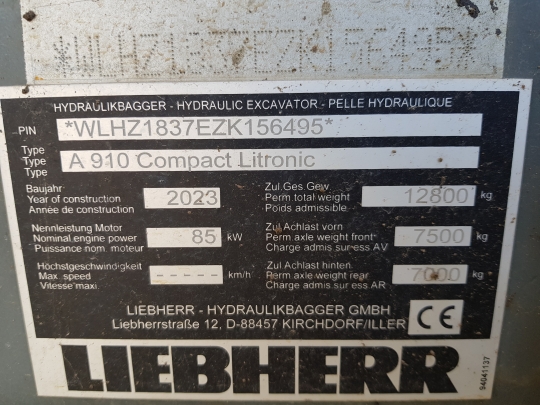 *WLHZ1837EZK156495*
HYDRAULIKBAGGER - HYDRAULIC EXCAVATOR - PELLE HYDRAULIQUE
PIN *WLHZ1837EZK156495*
Type
Type A 910 Compact Litronic
Type
Baujahr
Year of construction 2023
Année de construction
Zul.Ges.Gew.
Perm.total weight 12800 kg
Poids admissible
Nennleistung Motor
Nominal.engine power 85 kW
Puissance nom. moteur
Zul Achlast vorn
Perm.axle weight front 7500 kg
Charge admis.sur ess AV
Höchstgeschwindigkeit
Max. speed ----- km/h
Vitesse maxi.
Zul Achlast hinten
Perm axle weight rear 7000 kg
Charge admis.sur ess AR
LIEBHERR - HYDRAULIKBAGGER GMBH
Liebherrstraße 12, D-88457 KIRCHDORF/ILLER
CE
LIEBHERR
94041137